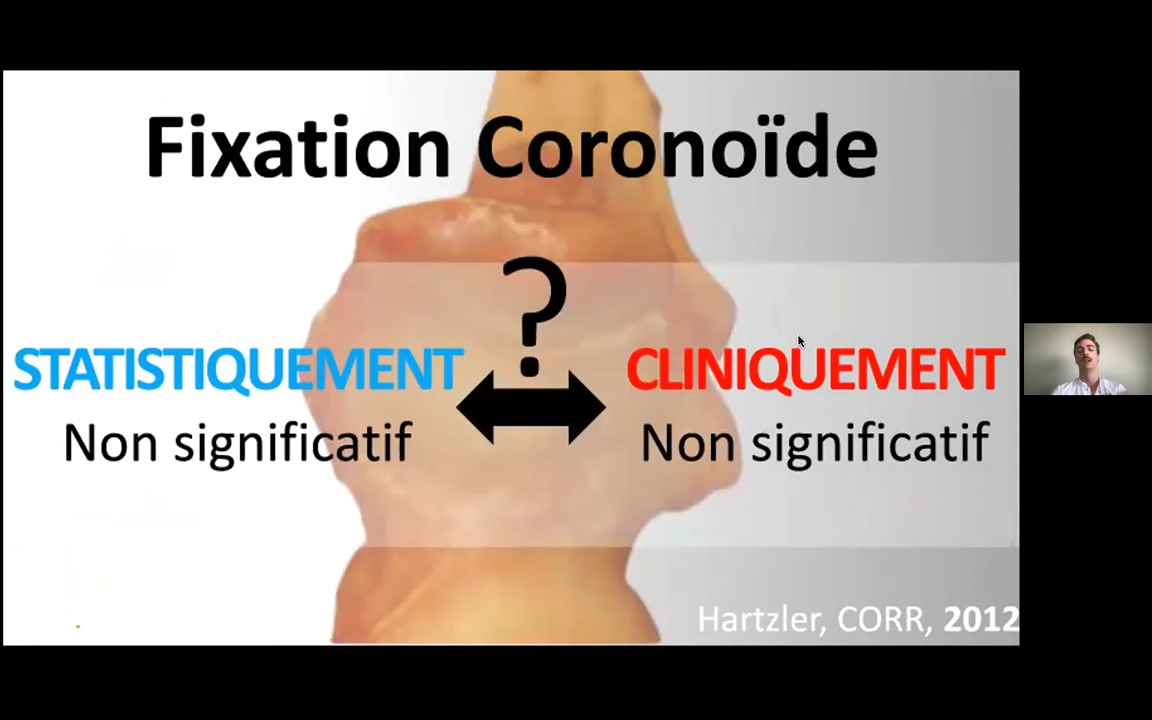 Fixation Coronoïde
?
STATISTIQUEMENT
Non significatif
CLINIQUEMENT
Non significatif
Hartzler, CORR, 2012